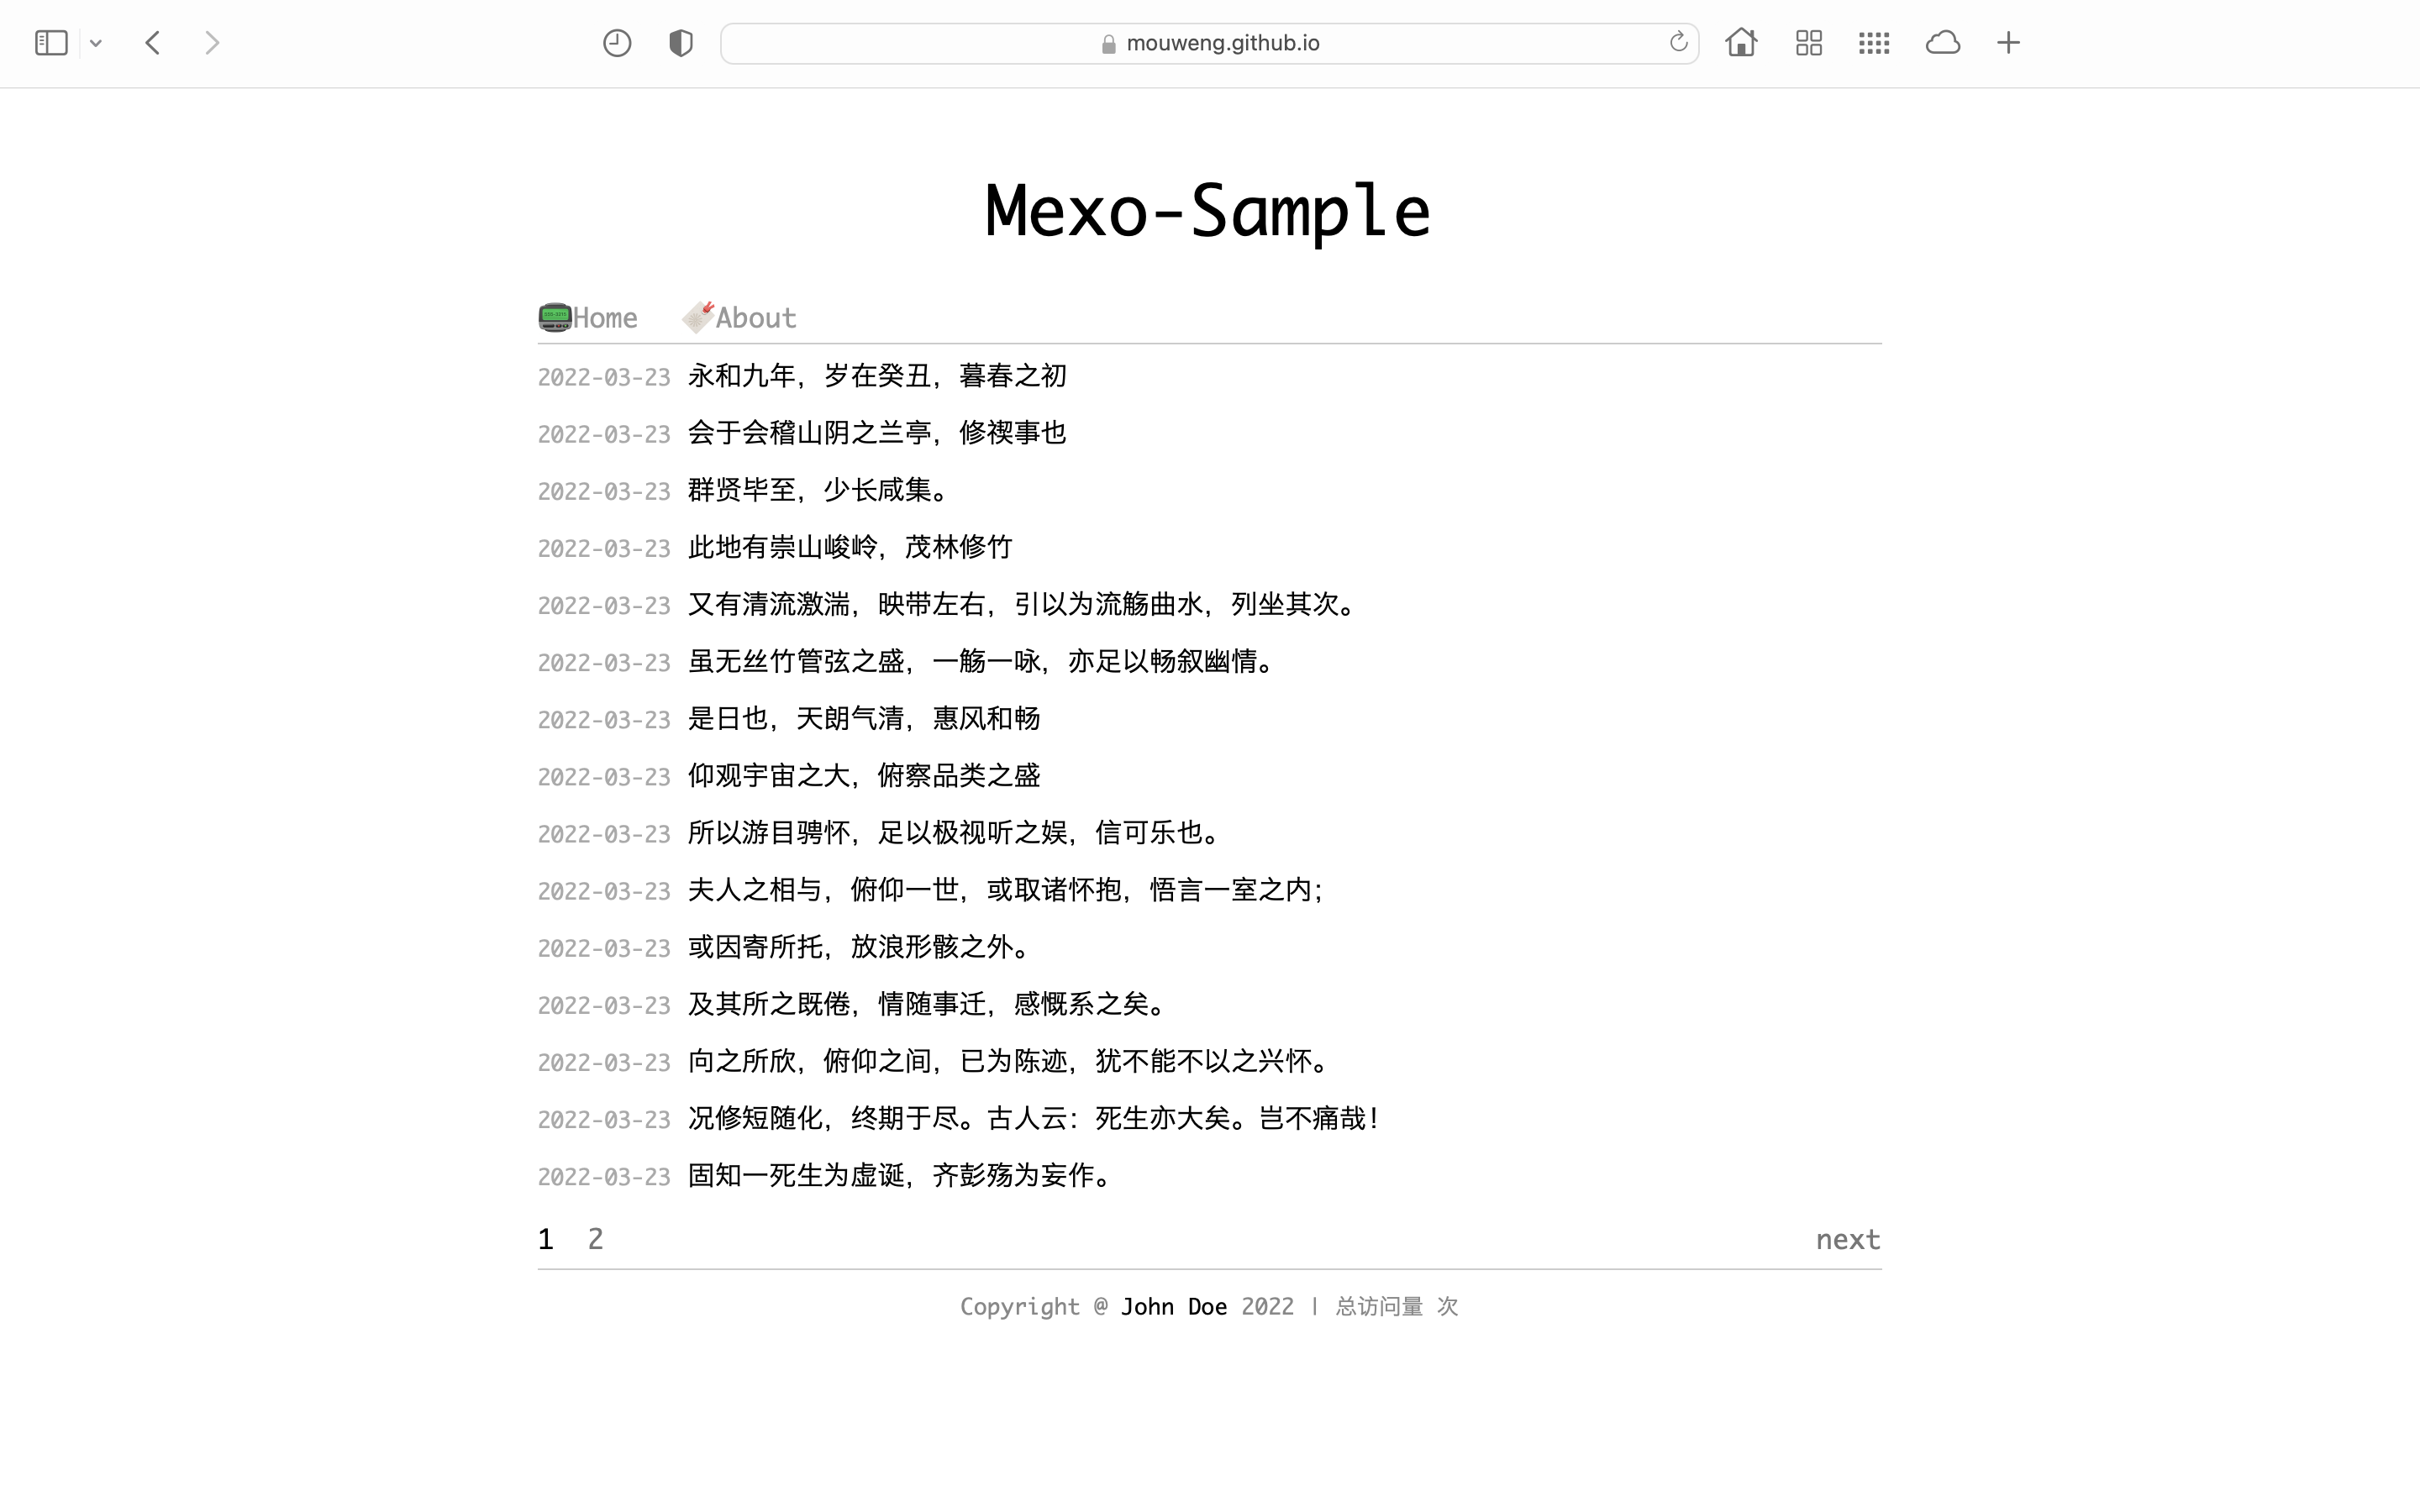 mouweng.github.io
Mexo-Sample
Home About
2022-03-23 永和九年，岁在癸丑，暮春之初
2022-03-23 会于会稽山阴之兰亭，修禊事也
2022-03-23 群贤毕至，少长咸集。
2022-03-23 此地有崇山峻岭，茂林修竹
2022-03-23 又有清流激湍，映带左右，引以为流觞曲水，列坐其次。
2022-03-23 虽无丝竹管弦之盛，一觞一咏，亦足以畅叙幽情。
2022-03-23 是日也，天朗气清，惠风和畅
2022-03-23 仰观宇宙之大，俯察品类之盛
2022-03-23 所以游目骋怀，足以极视听之娱，信可乐也。
2022-03-23 夫人之相与，俯仰一世，或取诸怀抱，悟言一室之内；
2022-03-23 或因寄所托，放浪形骸之外。
2022-03-23 及其所之既倦，情随事迁，感慨系之矣。
2022-03-23 向之所欣，俯仰之间，已为陈迹，犹不能不以之兴怀。
2022-03-23 况修短随化，终期于尽。古人云：死生亦大矣。岂不痛哉！
2022-03-23 固知一死生为虚诞，齐彭殇为妄作。
1 2 next
Copyright @ John Doe 2022 | 总访问量 次